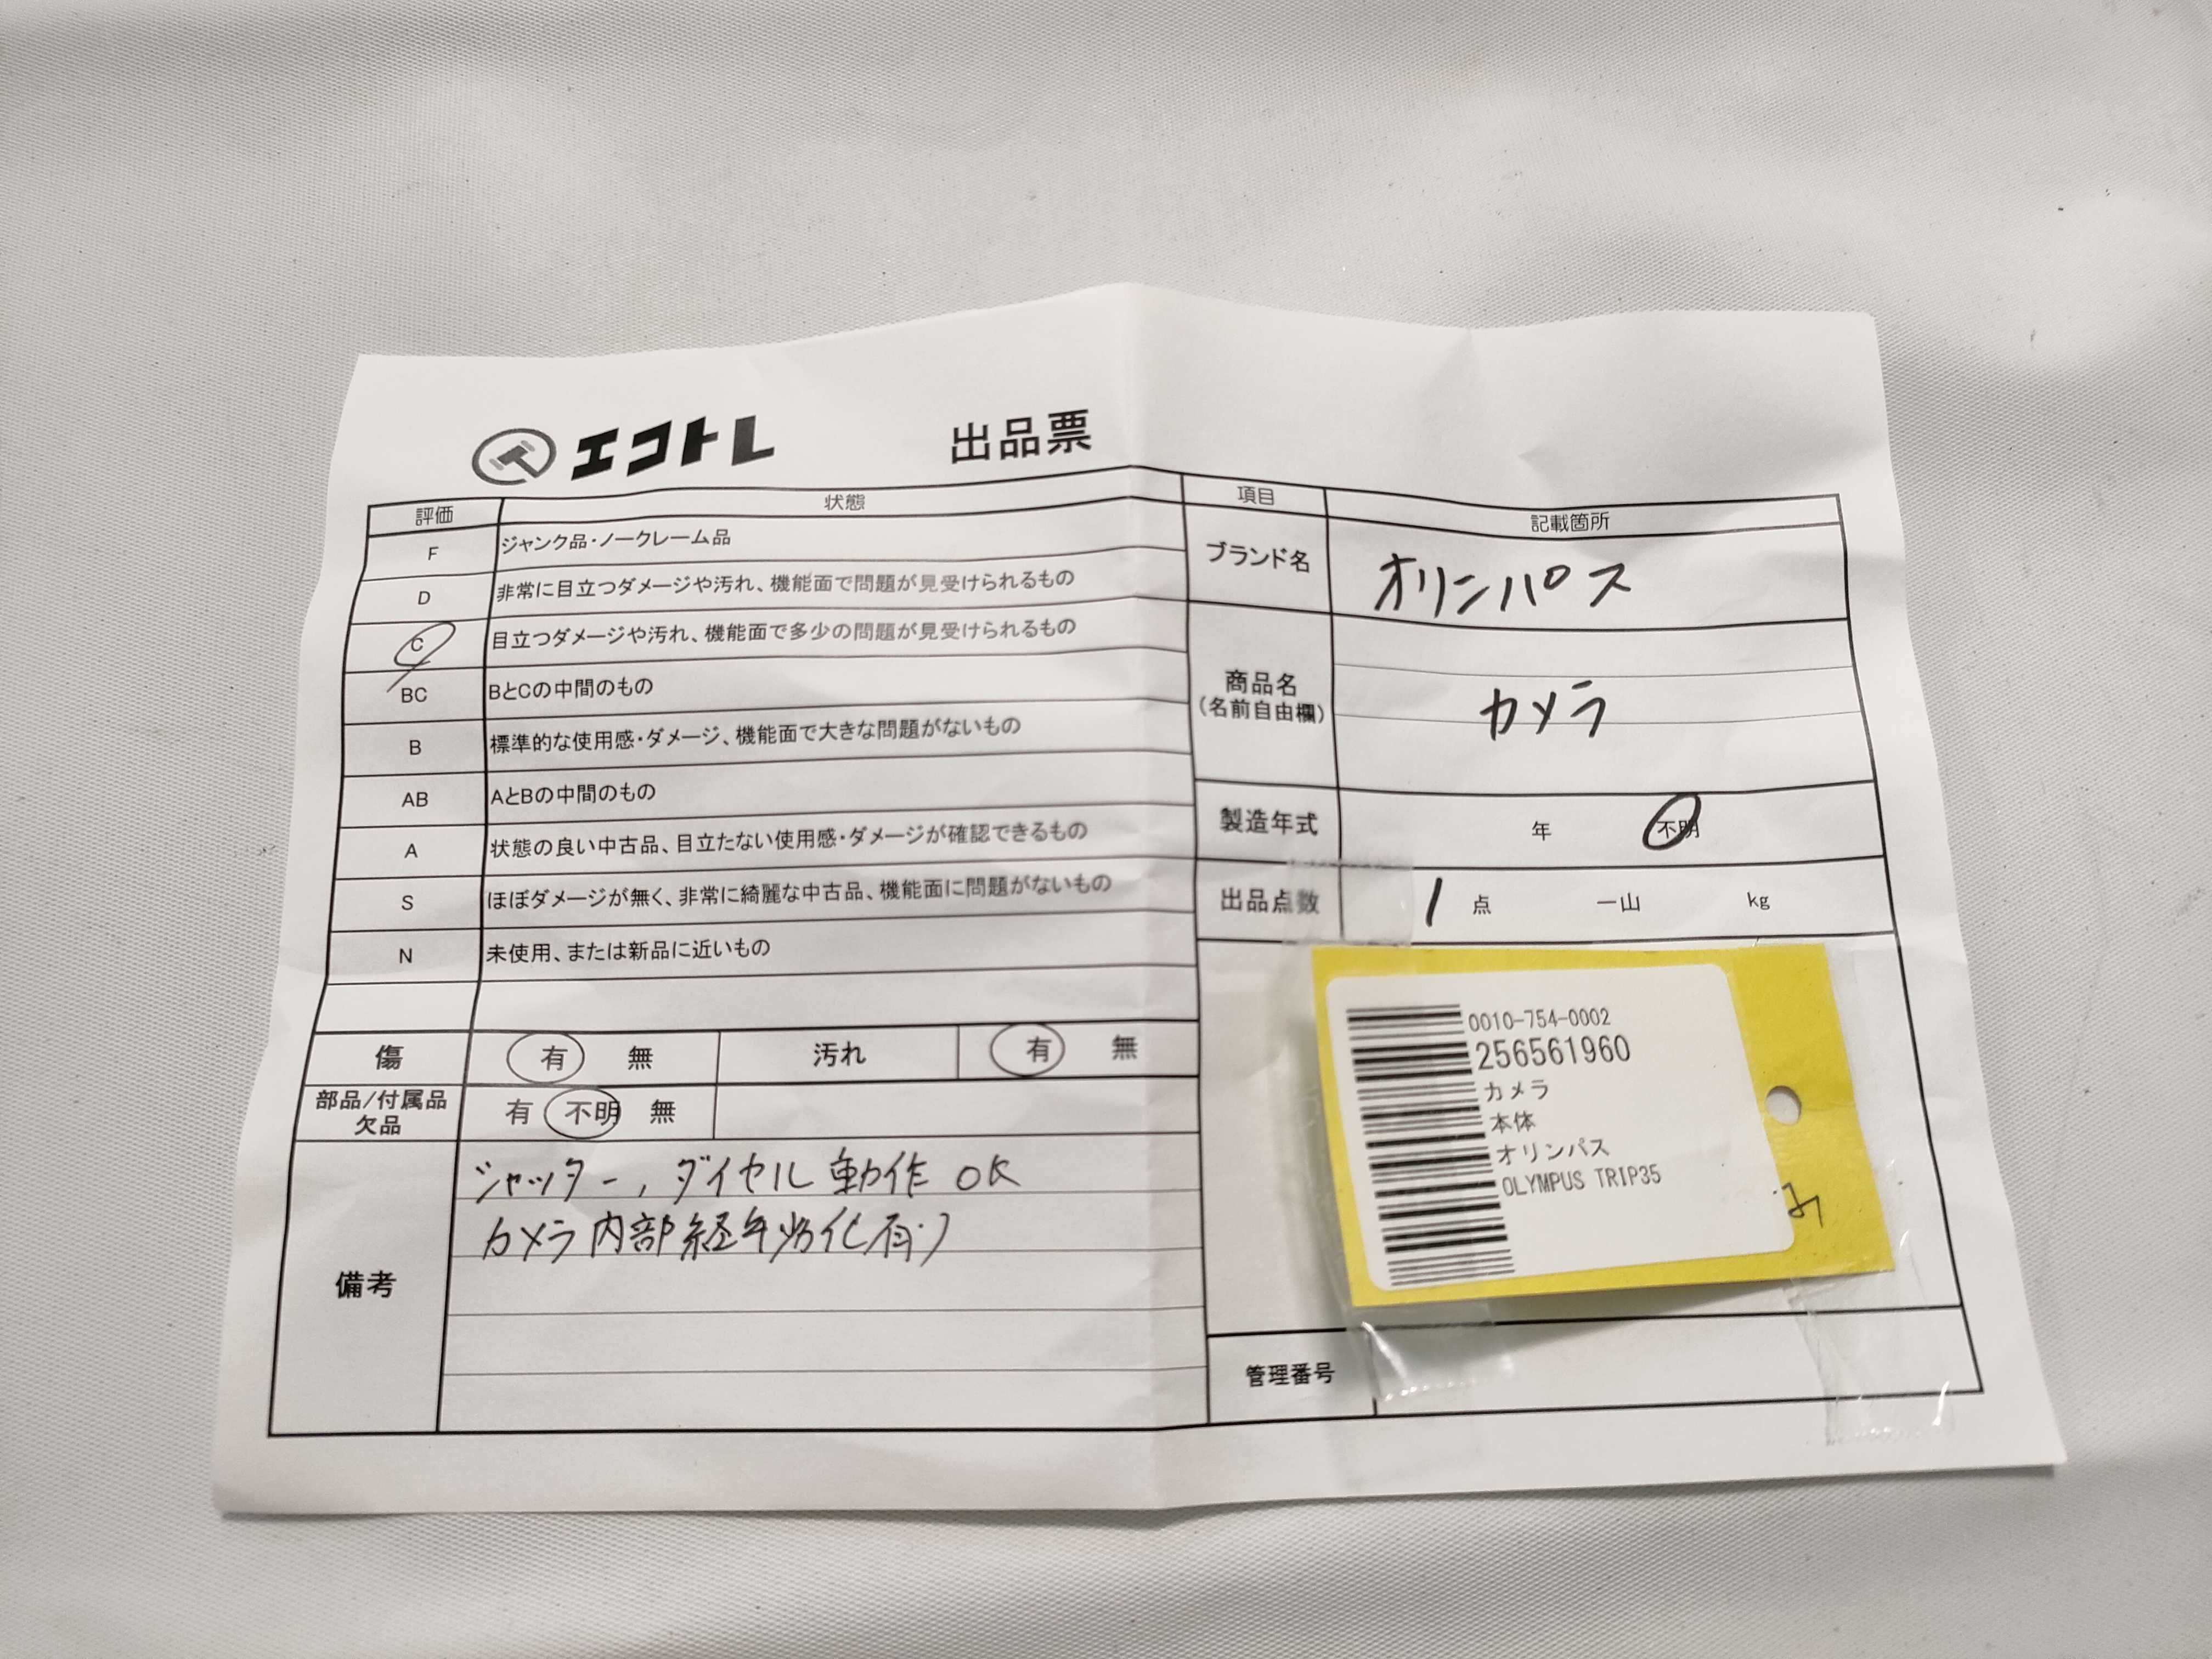 エコトレ 出品票
評価 状態
F ジャンク品・ノークレーム品
D 非常に目立つダメージや汚れ、機能面で問題が見受けられるもの
C 目立つダメージや汚れ、機能面で多少の問題が見受けられるもの
BC BとCの中間のもの
B 標準的な使用感・ダメージ、機能面で大きな問題がないもの
AB AとBの中間のもの
A 状態の良い中古品、目立たない使用感・ダメージが確認できるもの
S ほぼダメージが無く、非常に綺麗な中古品、機能面に問題がないもの
N 未使用、または新品に近いもの
傷 有 無 汚れ 有 無
部品/付属品
欠品 有 不明 無
備考
シャッター, ダイヤル動作 OK
カメラ内部経年劣化有り
項目 記載箇所
ブランド名 オリンパス
商品名
(名前自由欄)
カメラ
製造年式 年 不明
出品点数 1 点 一山 kg
0010-754-0002
256561960
カメラ
本体
オリンパス
OLYMPUS TRIP35
管理番号